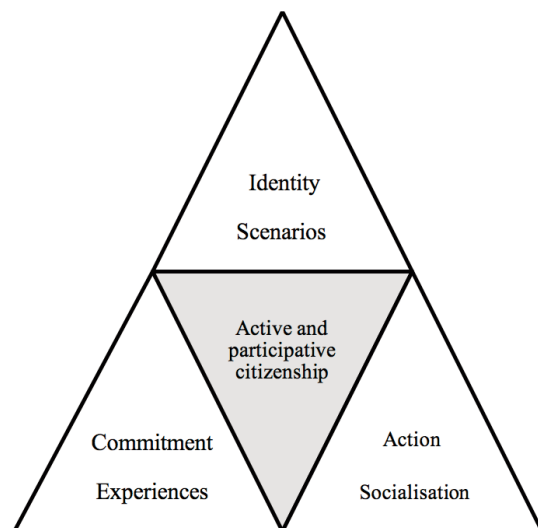 Identity
Scenarios
Active and
participative
citizenship
Commitment
Experiences
Action
Socialisation